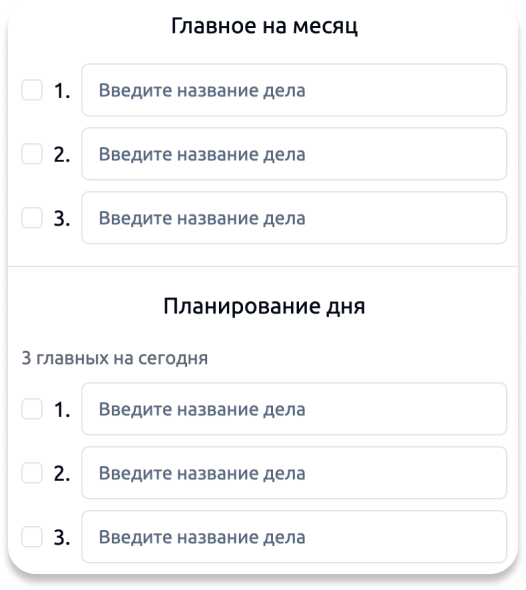 Главное на месяц
1. Введите название дела
2. Введите название дела
3. Введите название дела
Планирование дня
3 главных на сегодня
1. Введите название дела
2. Введите название дела
3. Введите название дела